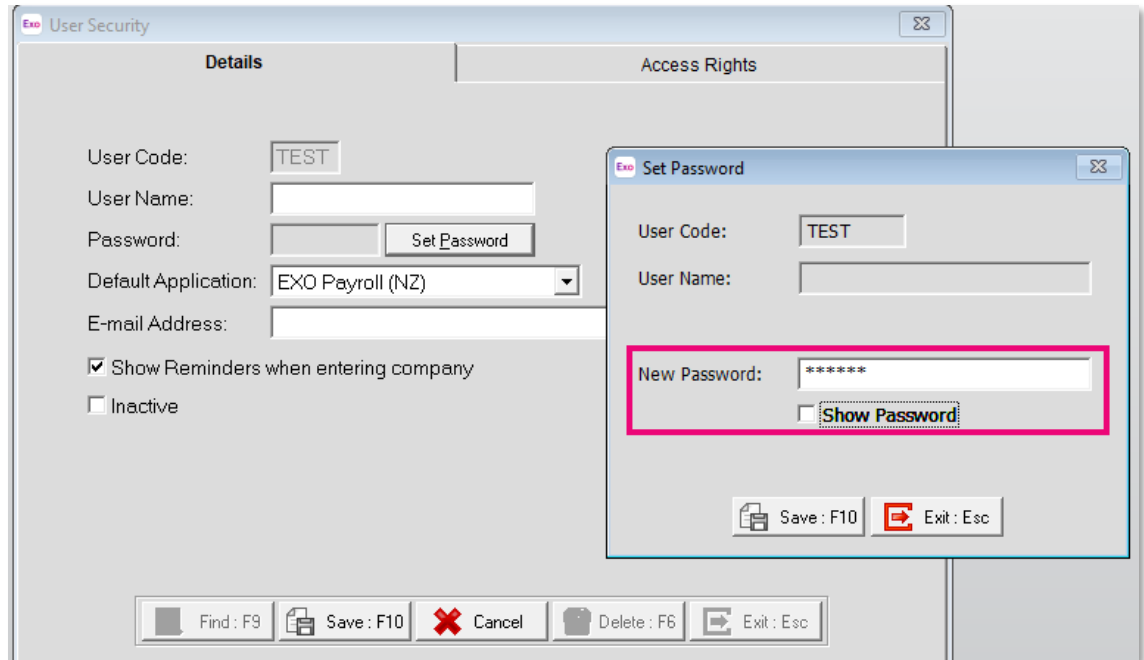 Exo User Security
Details
Access Rights
User Code: TEST
User Name:
Password: Set Password
Default Application: EXO Payroll (NZ)
E-mail Address:
Show Reminders when entering company
Inactive
Find : F9 Save : F10 Cancel Delete : F6 Exit : Esc
Exo Set Password
User Code: TEST
User Name:
New Password: ******
Show Password
Save : F10 Exit : Esc